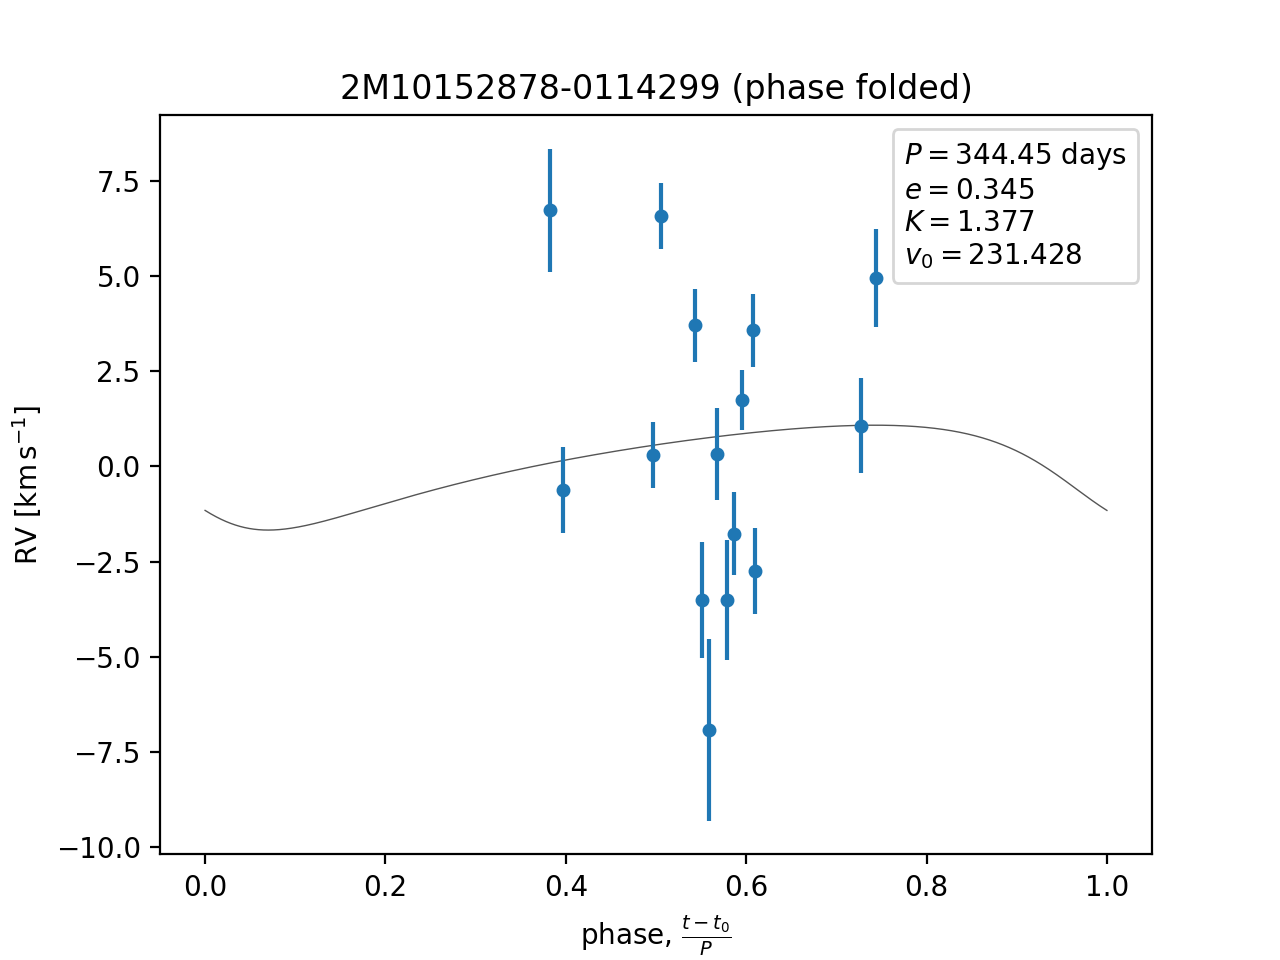 2M10152878-0114299 (phase folded)
P = 344.45 days
e = 0.345
K = 1.377
v₀ = 231.428
RV [km s⁻¹]
7.5
5.0
2.5
0.0
−2.5
−5.0
−7.5
−10.0
0.0 0.2 0.4 0.6 0.8 1.0
phase, (t − t₀)/P